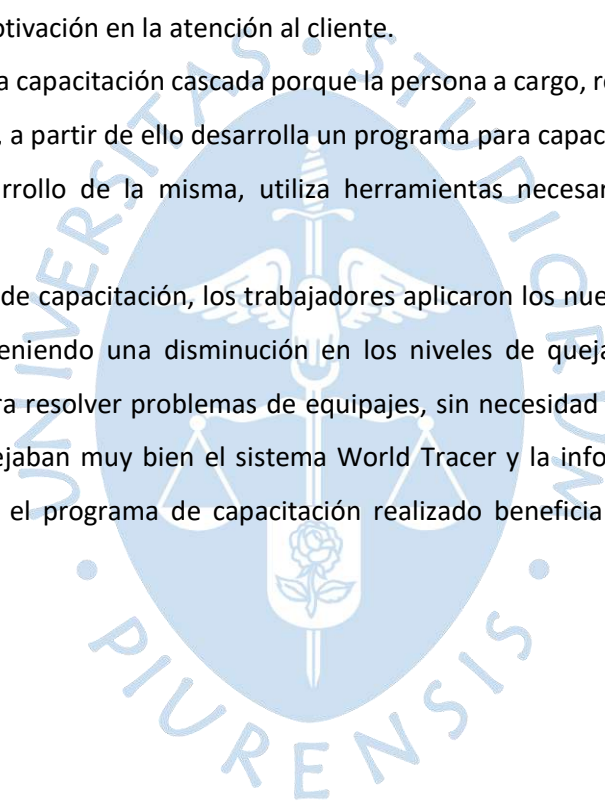 otivación en la atención al cliente.
a capacitación cascada porque la persona a cargo, r
, a partir de ello desarrolla un programa para capac
rrollo de la misma, utiliza herramientas necesar
de capacitación, los trabajadores aplicaron los nue
eniendo una disminución en los niveles de quej
ra resolver problemas de equipajes, sin necesidad
ejaban muy bien el sistema World Tracer y la info
el programa de capacitación realizado beneficia
UNIVERSITAS • STUDIORUM • PIURENSIS •